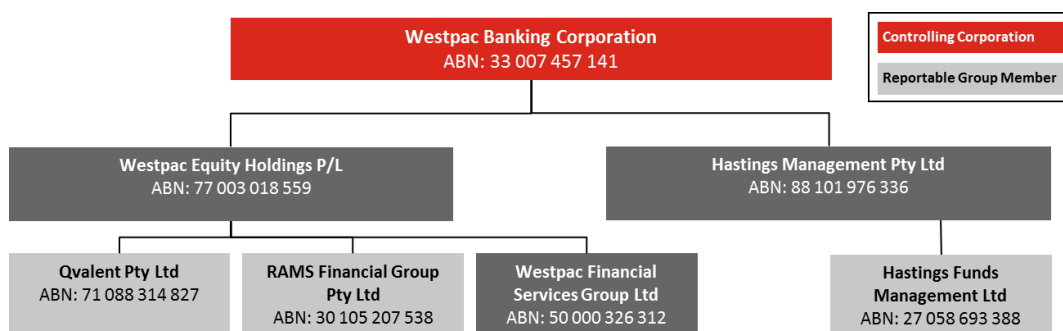 Westpac Banking Corporation
ABN: 33 007 457 141
Controlling Corporation
Reportable Group Member
Westpac Equity Holdings P/L
ABN: 77 003 018 559
Hastings Management Pty Ltd
ABN: 88 101 976 336
Qvalent Pty Ltd
ABN: 71 088 314 827
RAMS Financial Group
Pty Ltd
ABN: 30 105 207 538
Westpac Financial
Services Group Ltd
ABN: 50 000 326 312
Hastings Funds
Management Ltd
ABN: 27 058 693 388